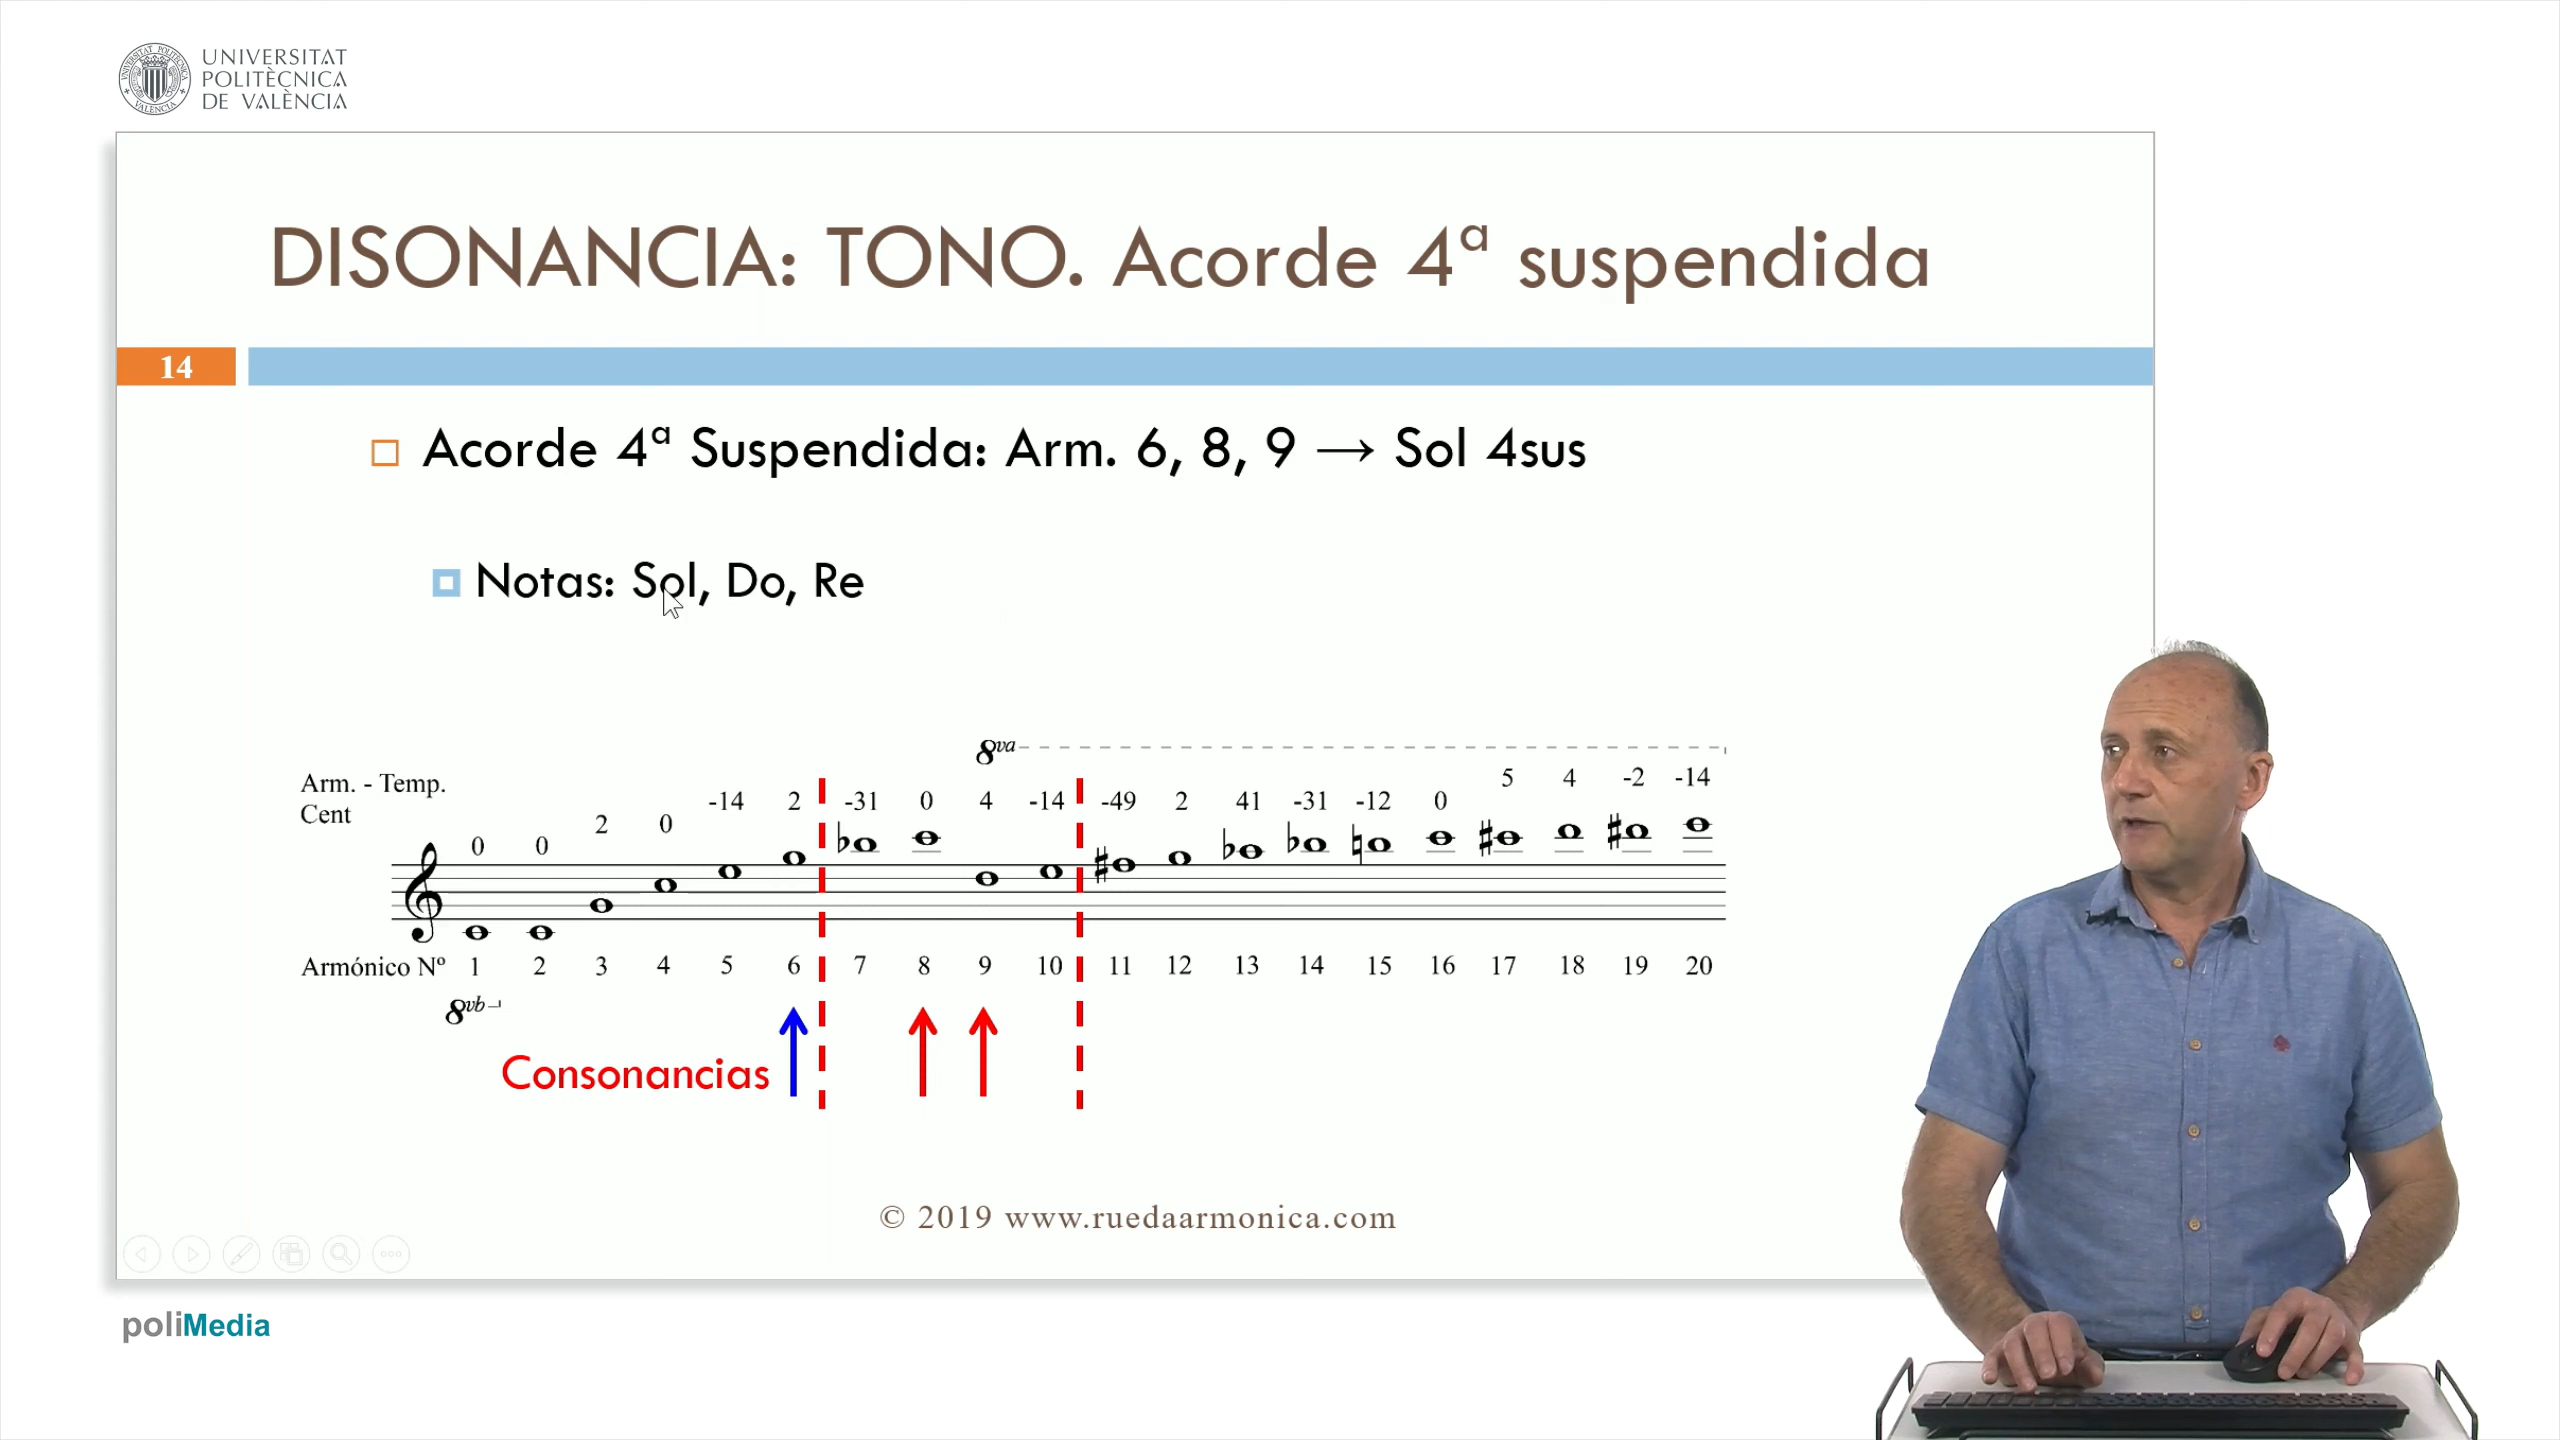 UNIVERSITAT
POLITÈCNICA
DE VALÈNCIA
DISONANCIA: TONO. Acorde 4ª suspendida
14
Acorde 4ª Suspendida: Arm. 6, 8, 9 → Sol 4sus
Notas: Sol, Do, Re
8va
Arm. - Temp.
Cent
0 0 2 0 -14 2 -31 0 4 -14 -49 2 41 -31 -12 0 5 4 -2 -14
Armónico Nº 1 2 3 4 5 6 7 8 9 10 11 12 13 14 15 16 17 18 19 20
8vb
Consonancias
© 2019 www.ruedaarmonica.com
poliMedia